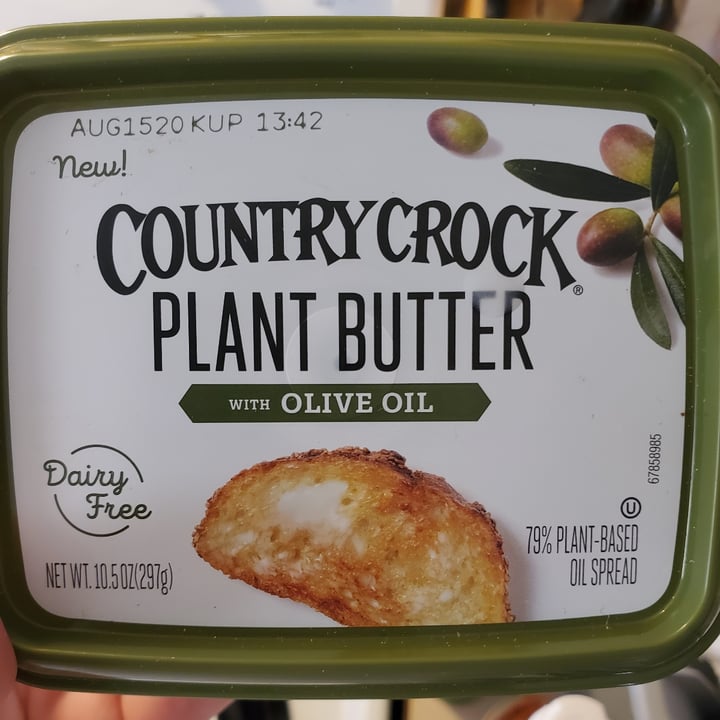 AUG1520 KUP 13:42
New!
COUNTRY CROCK®
PLANT BUTTER
WITH OLIVE OIL
Dairy
Free
NET WT. 10.5 OZ (297g)
67858985
U
79% PLANT-BASED
OIL SPREAD